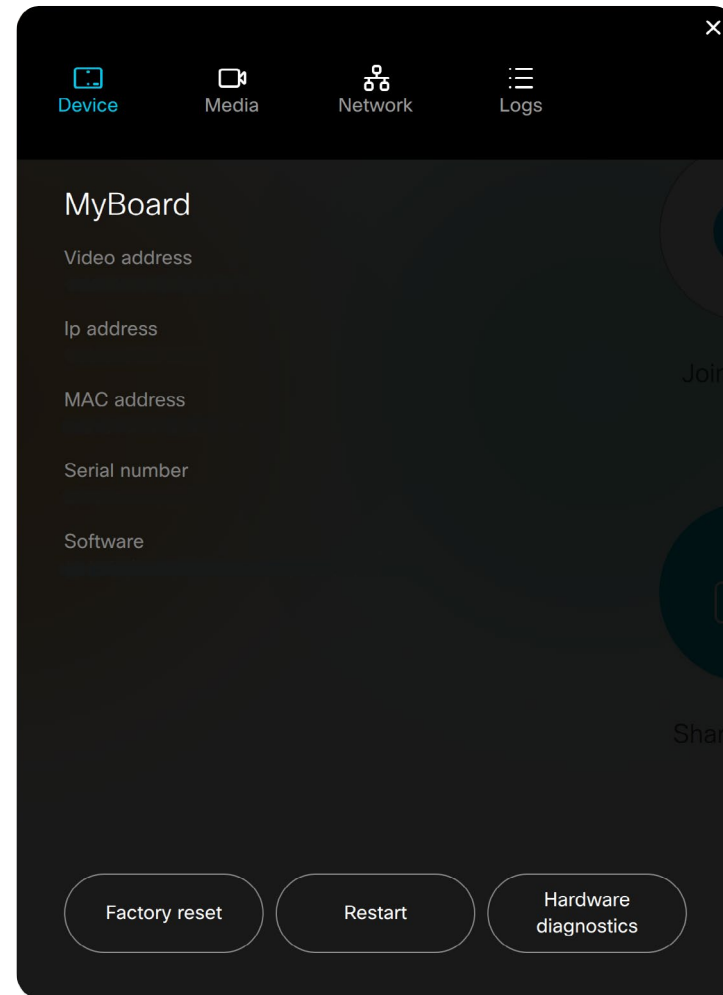 Device
Media
Network
Logs
MyBoard
Video address
Ip address
MAC address
Serial number
Software
Factory reset
Restart
Hardware
diagnostics